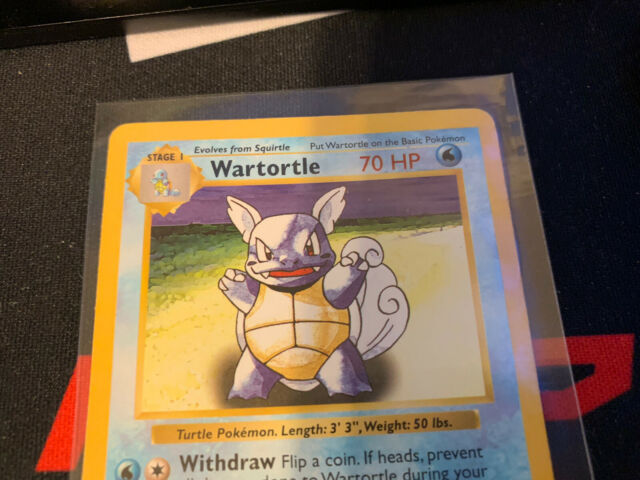 Evolves from Squirtle Put Wartortle on the Basic Pokémon
STAGE 1
Wartortle 70 HP
Turtle Pokémon. Length: 3' 3", Weight: 50 lbs.
Withdraw Flip a coin. If heads, prevent
done to Wartortle during your